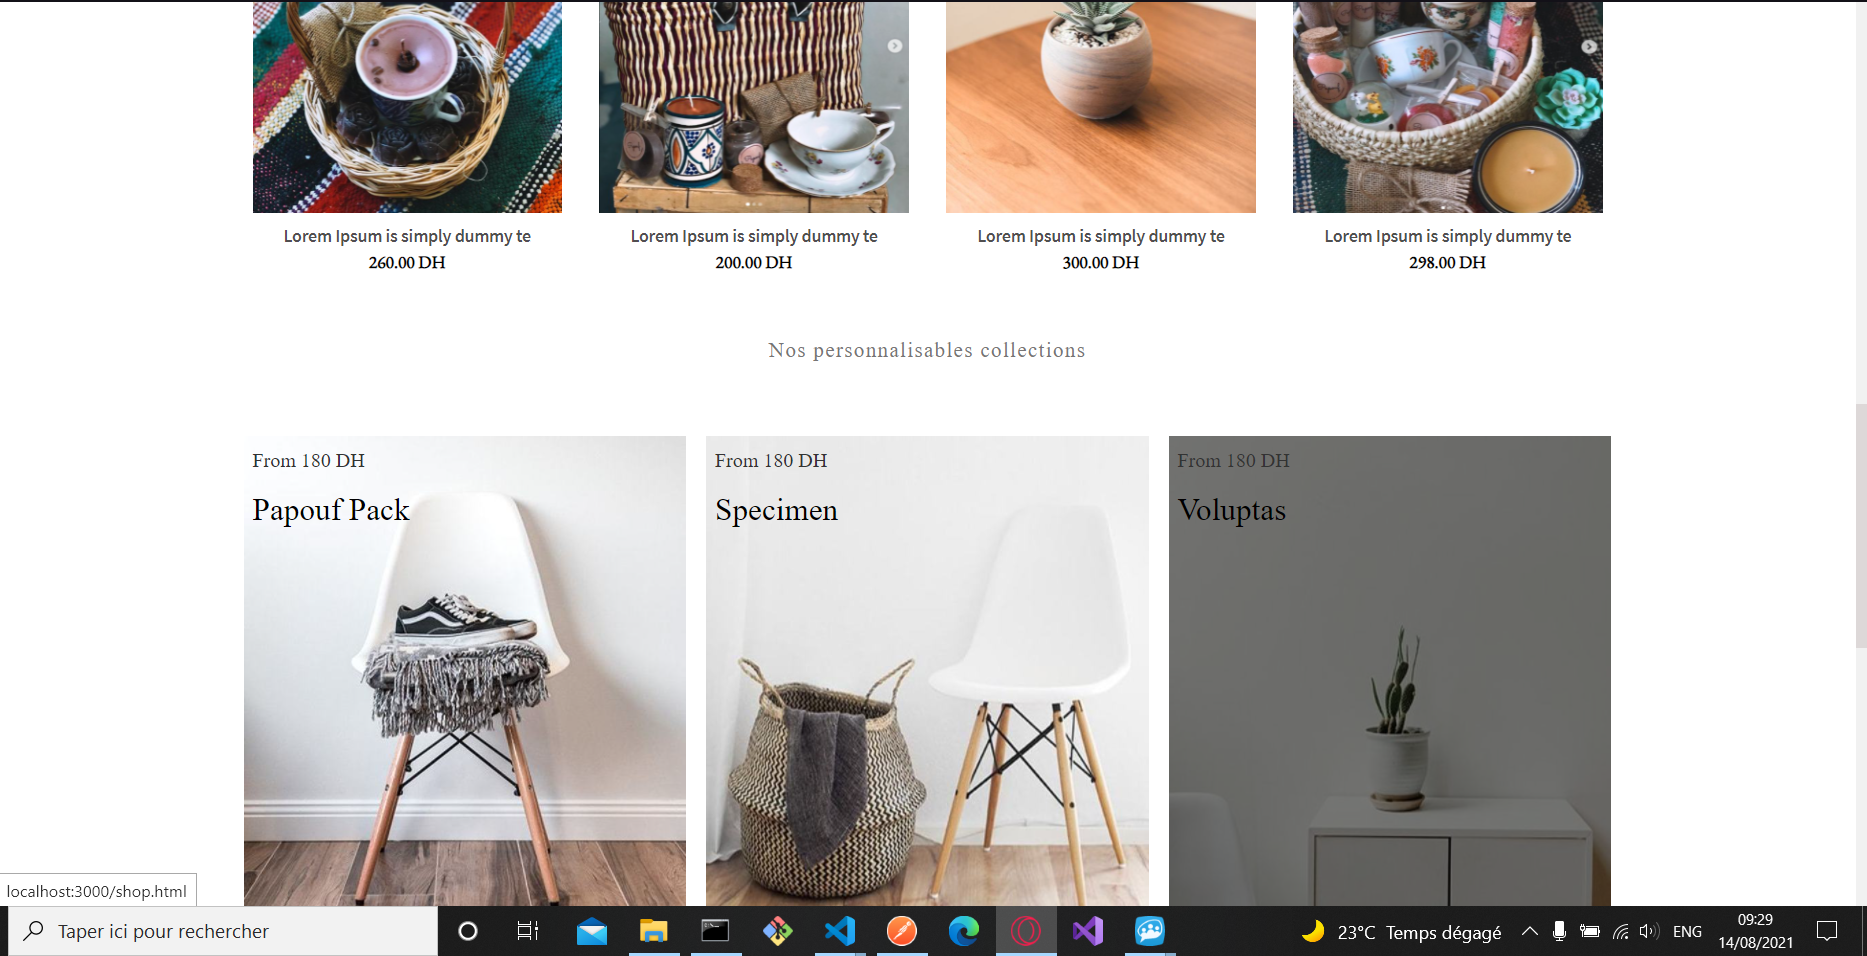 Lorem Ipsum is simply dummy te
260.00 DH
Lorem Ipsum is simply dummy te
200.00 DH
Lorem Ipsum is simply dummy te
300.00 DH
Lorem Ipsum is simply dummy te
298.00 DH
Nos personnalisables collections
From 180 DH
Papouf Pack
From 180 DH
Specimen
From 180 DH
Voluptas
localhost:3000/shop.html
Taper ici pour rechercher
23°C Temps dégagé
ENG
09:29
14/08/2021